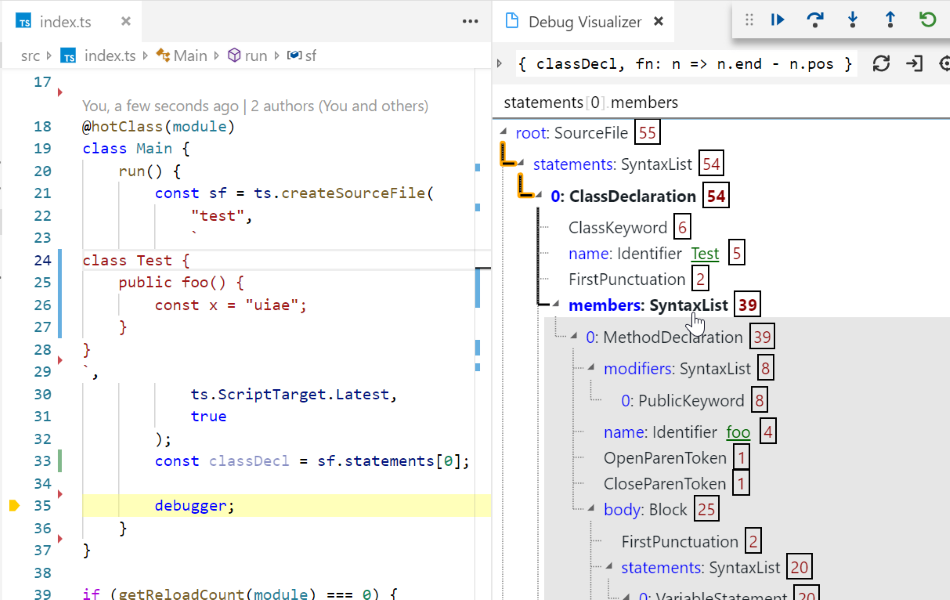 TS index.ts × ···
src > TS index.ts > Main > run > sf
17
You, a few seconds ago | 2 authors (You and others)
18 @hotClass(module)
19 class Main {
20 run() {
21 const sf = ts.createSourceFile(
22 "test",
23 `
24 class Test {
25 public foo() {
26 const x = "uiae";
27 }
28 }
29 `,
30 ts.ScriptTarget.Latest,
31 true
32 );
33 const classDecl = sf.statements[0];
34
35 debugger;
36 }
37 }
38
39 if (getReloadCount(module) === 0) {
Debug Visualizer ×
{ classDecl, fn: n => n.end - n.pos }
statements[0].members
root: SourceFile 55
statements: SyntaxList 54
0: ClassDeclaration 54
ClassKeyword 6
name: Identifier Test 5
FirstPunctuation 2
members: SyntaxList 39
0: MethodDeclaration 39
modifiers: SyntaxList 8
0: PublicKeyword 8
name: Identifier foo 4
OpenParenToken 1
CloseParenToken 1
body: Block 25
FirstPunctuation 2
statements: SyntaxList 20
0: VariableStatement 20